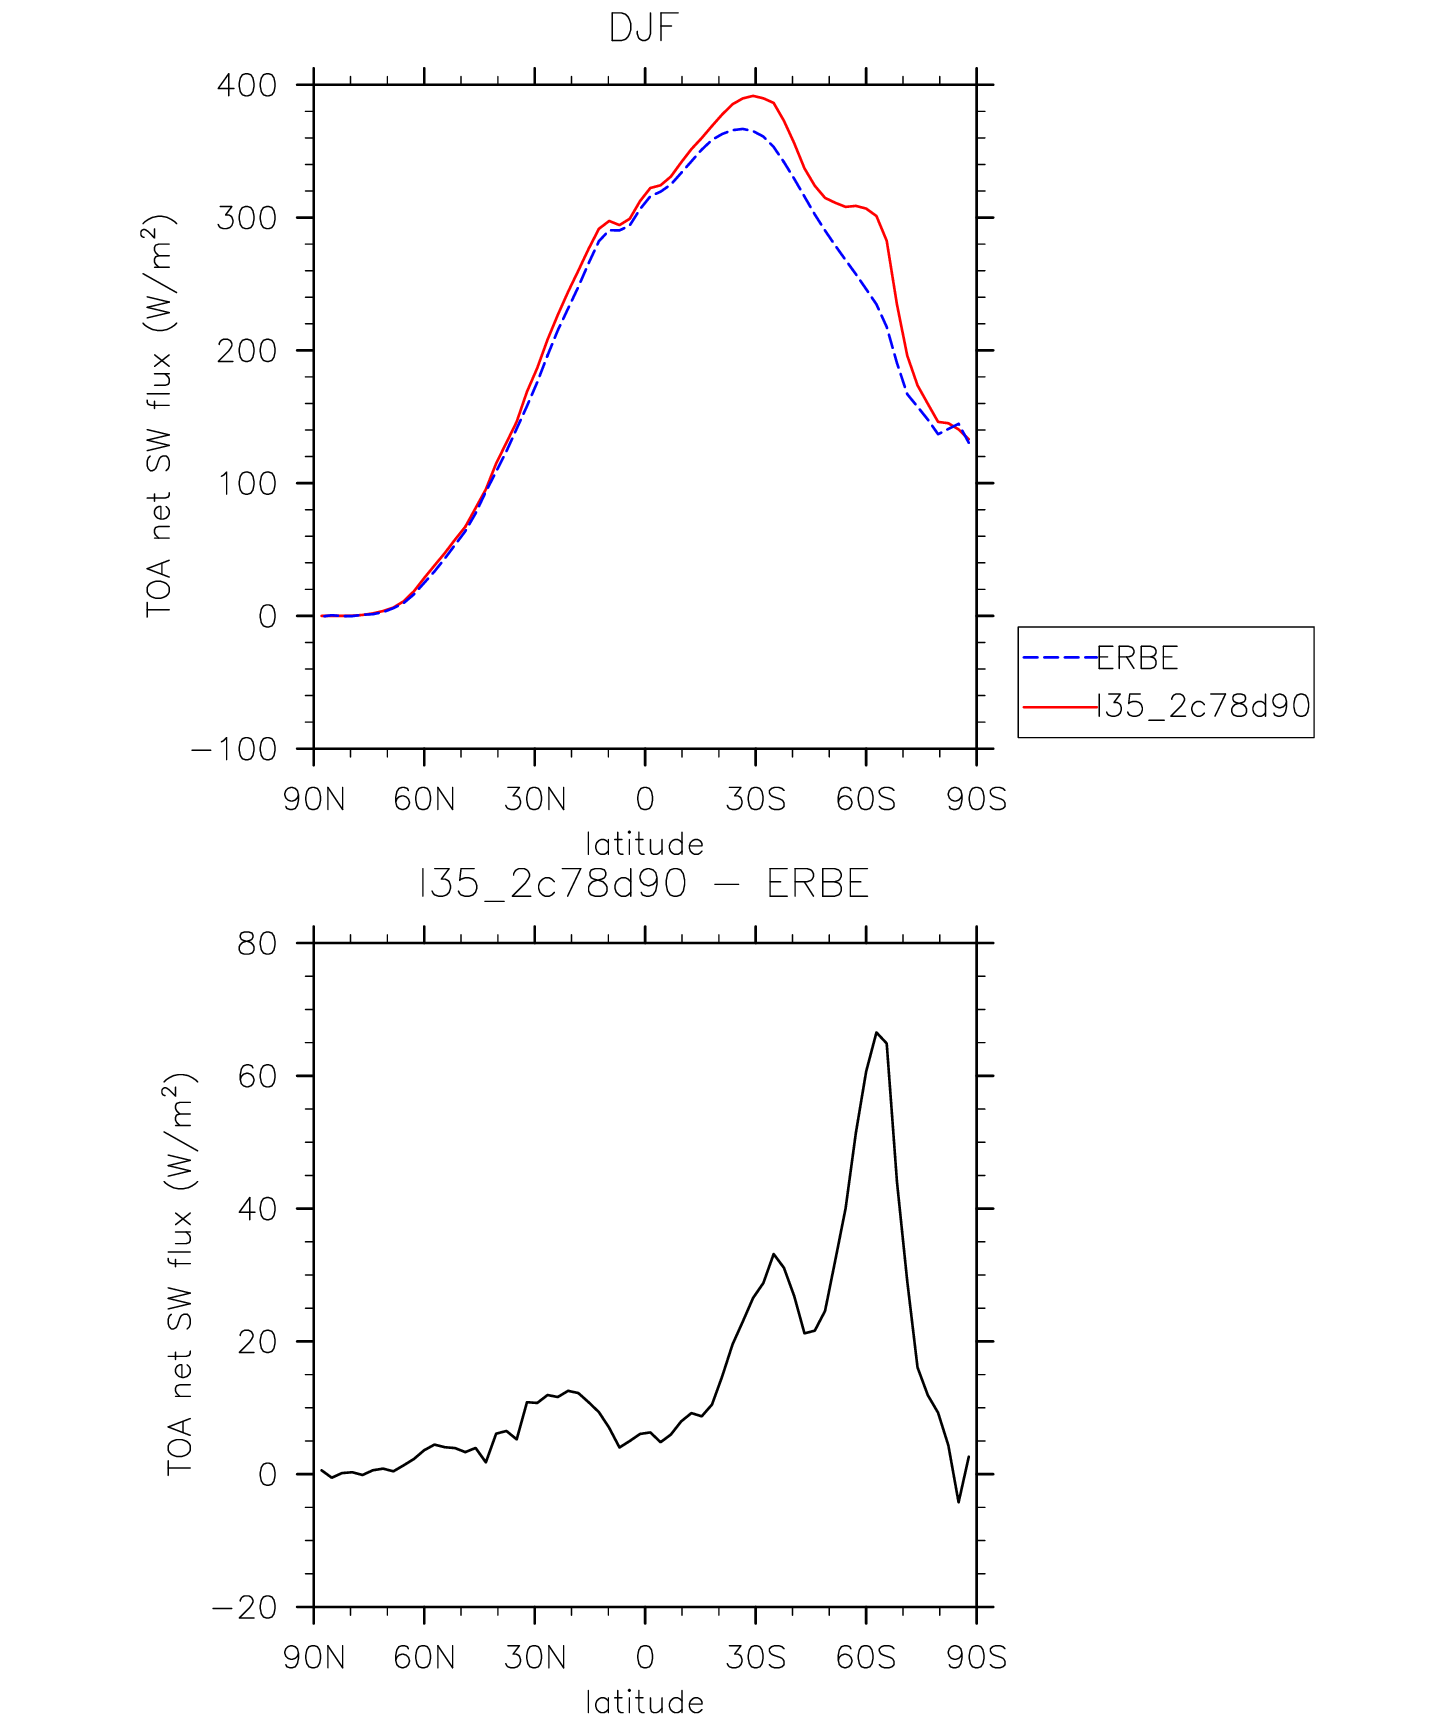 DJF
TOA net SW flux (W/m²)
400
300
200
100
0
−100
90N 60N 30N 0 30S 60S 90S
latitude
ERBE
I35_2c78d90
I35_2c78d90 − ERBE
TOA net SW flux (W/m²)
80
60
40
20
0
−20
90N 60N 30N 0 30S 60S 90S
latitude